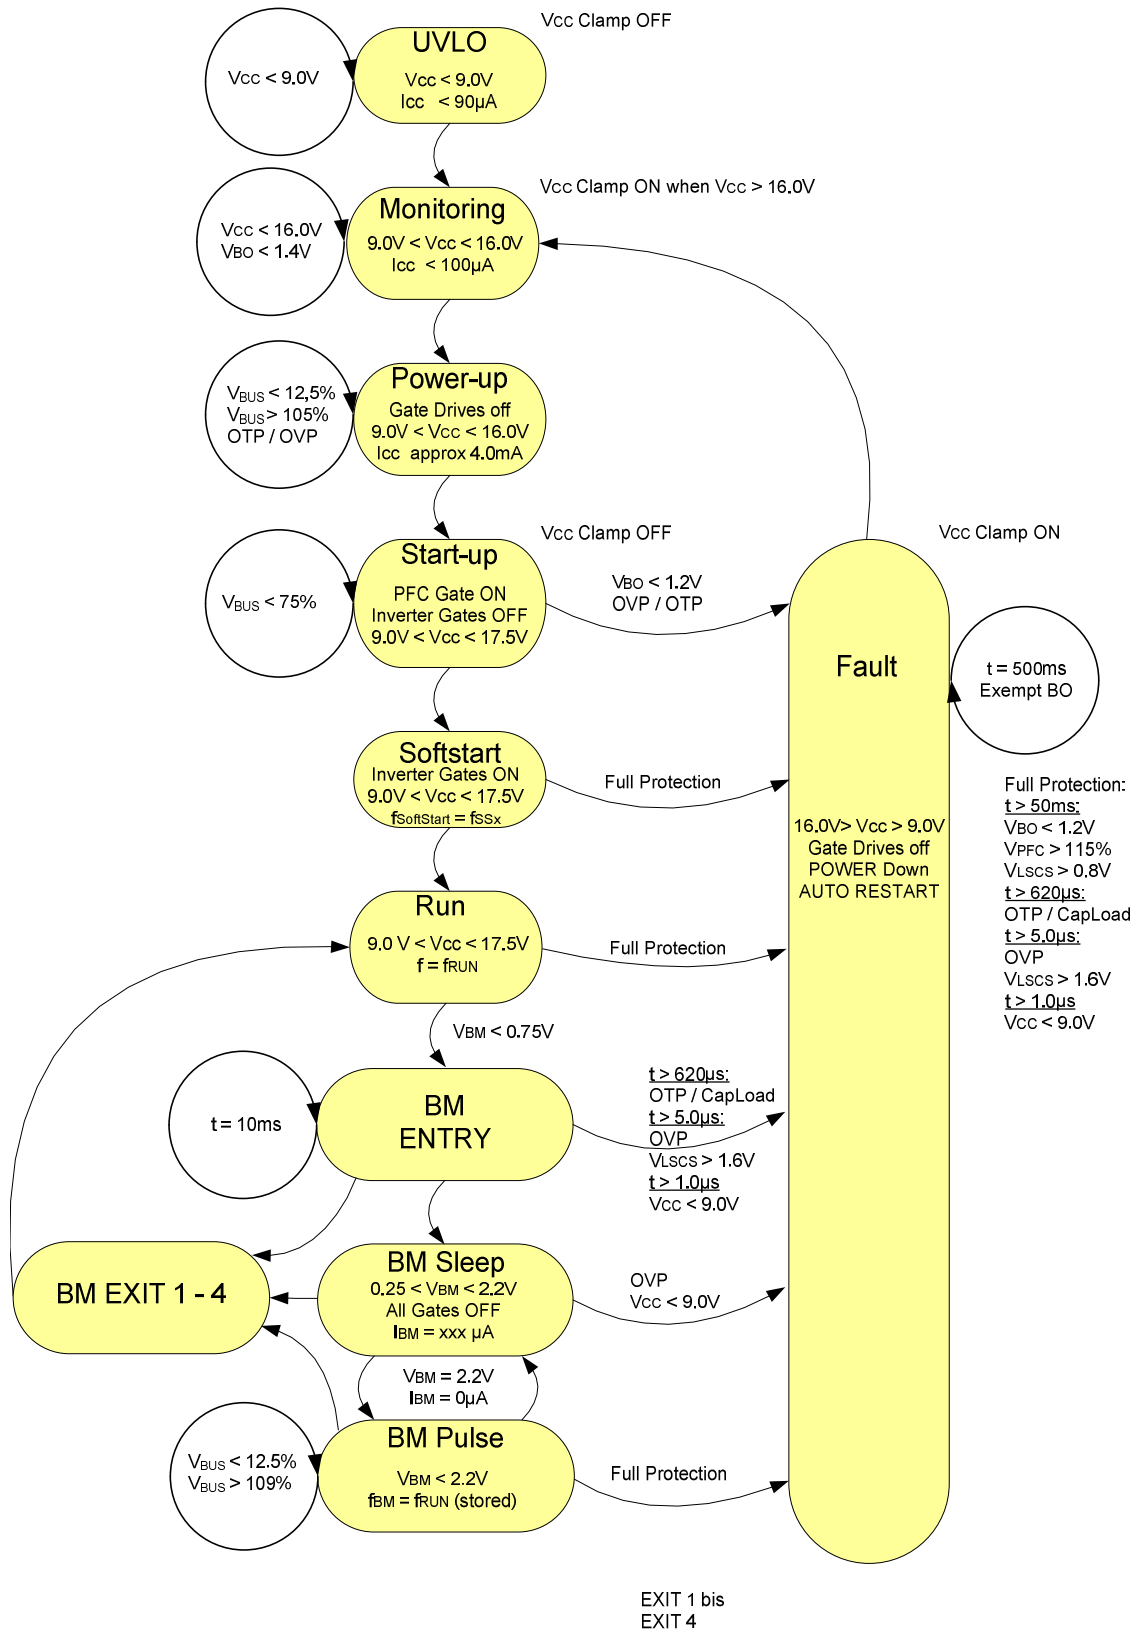 Vcc Clamp OFF
UVLO
Vcc < 9.0V
Vcc < 9.0V
Icc < 90µA
Vcc Clamp ON when Vcc > 16.0V
Monitoring
Vcc < 16.0V
VBO < 1.4V
9.0V < Vcc < 16.0V
Icc < 100µA
Power-up
VBUS < 12,5%
VBUS > 105%
OTP / OVP
Gate Drives off
9.0V < Vcc < 16.0V
Icc approx 4.0mA
Vcc Clamp OFF
Vcc Clamp ON
Start-up
VBUS < 75%
PFC Gate ON
Inverter Gates OFF
9.0V < Vcc < 17.5V
VBO < 1.2V
OVP / OTP
Fault
t = 500ms
Exempt BO
Softstart
Inverter Gates ON
9.0V < Vcc < 17.5V
fSoftStart = fSSx
Full Protection
16.0V> Vcc > 9.0V
Gate Drives off
POWER Down
AUTO RESTART
Full Protection:
t > 50ms:
VBO < 1.2V
VPFC > 115%
VLSCS > 0.8V
t > 620µs:
OTP / CapLoad
t > 5.0µs:
OVP
VLSCS > 1.6V
t > 1.0µs
Vcc < 9.0V
Run
9.0 V < Vcc < 17.5V
f = fRUN
Full Protection
VBM < 0.75V
t = 10ms
BM
ENTRY
t > 620µs:
OTP / CapLoad
t > 5.0µs:
OVP
VLSCS > 1.6V
t > 1.0µs
Vcc < 9.0V
BM EXIT 1 - 4
BM Sleep
0.25 < VBM < 2.2V
All Gates OFF
IBM = xxx µA
OVP
Vcc < 9.0V
VBM = 2.2V
IBM = 0µA
VBUS < 12.5%
VBUS > 109%
BM Pulse
VBM < 2.2V
fBM = fRUN (stored)
Full Protection
EXIT 1 bis
EXIT 4